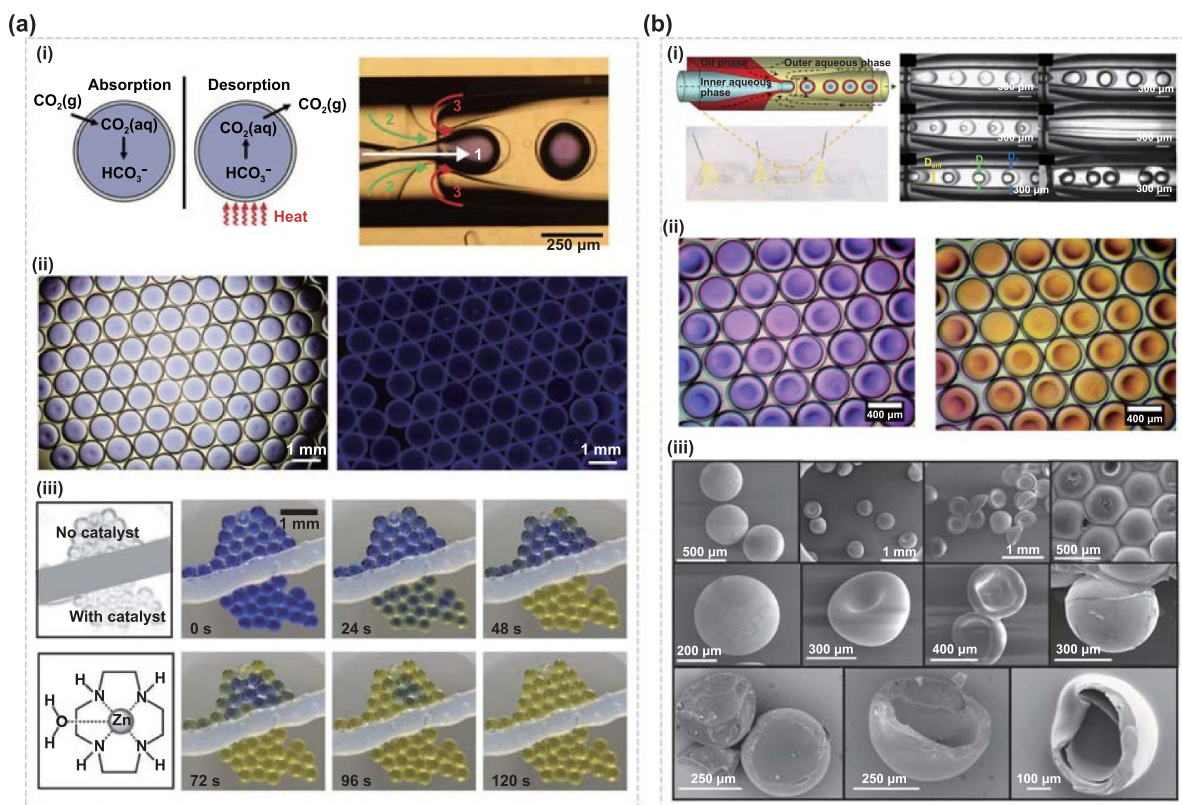 (a)
(i)
Absorption
Desorption
CO₂(g)
CO₂(aq)
HCO₃⁻
CO₂(g)
CO₂(aq)
HCO₃⁻
Heat
2
3
1
2
3
250 µm
(ii)
1 mm
1 mm
(iii)
No catalyst
With catalyst
1 mm
0 s
24 s
48 s
H
H
H
O
N
N
Zn
N
N
H
H
H
72 s
96 s
120 s
(b)
(i)
Oil phase
Outer aqueous phase
Inner aqueous
phase
300 µm
300 µm
300 µm
300 µm
300 µm
300 µm
(ii)
400 µm
400 µm
(iii)
500 µm
1 mm
1 mm
500 µm
200 µm
300 µm
400 µm
300 µm
250 µm
250 µm
100 µm